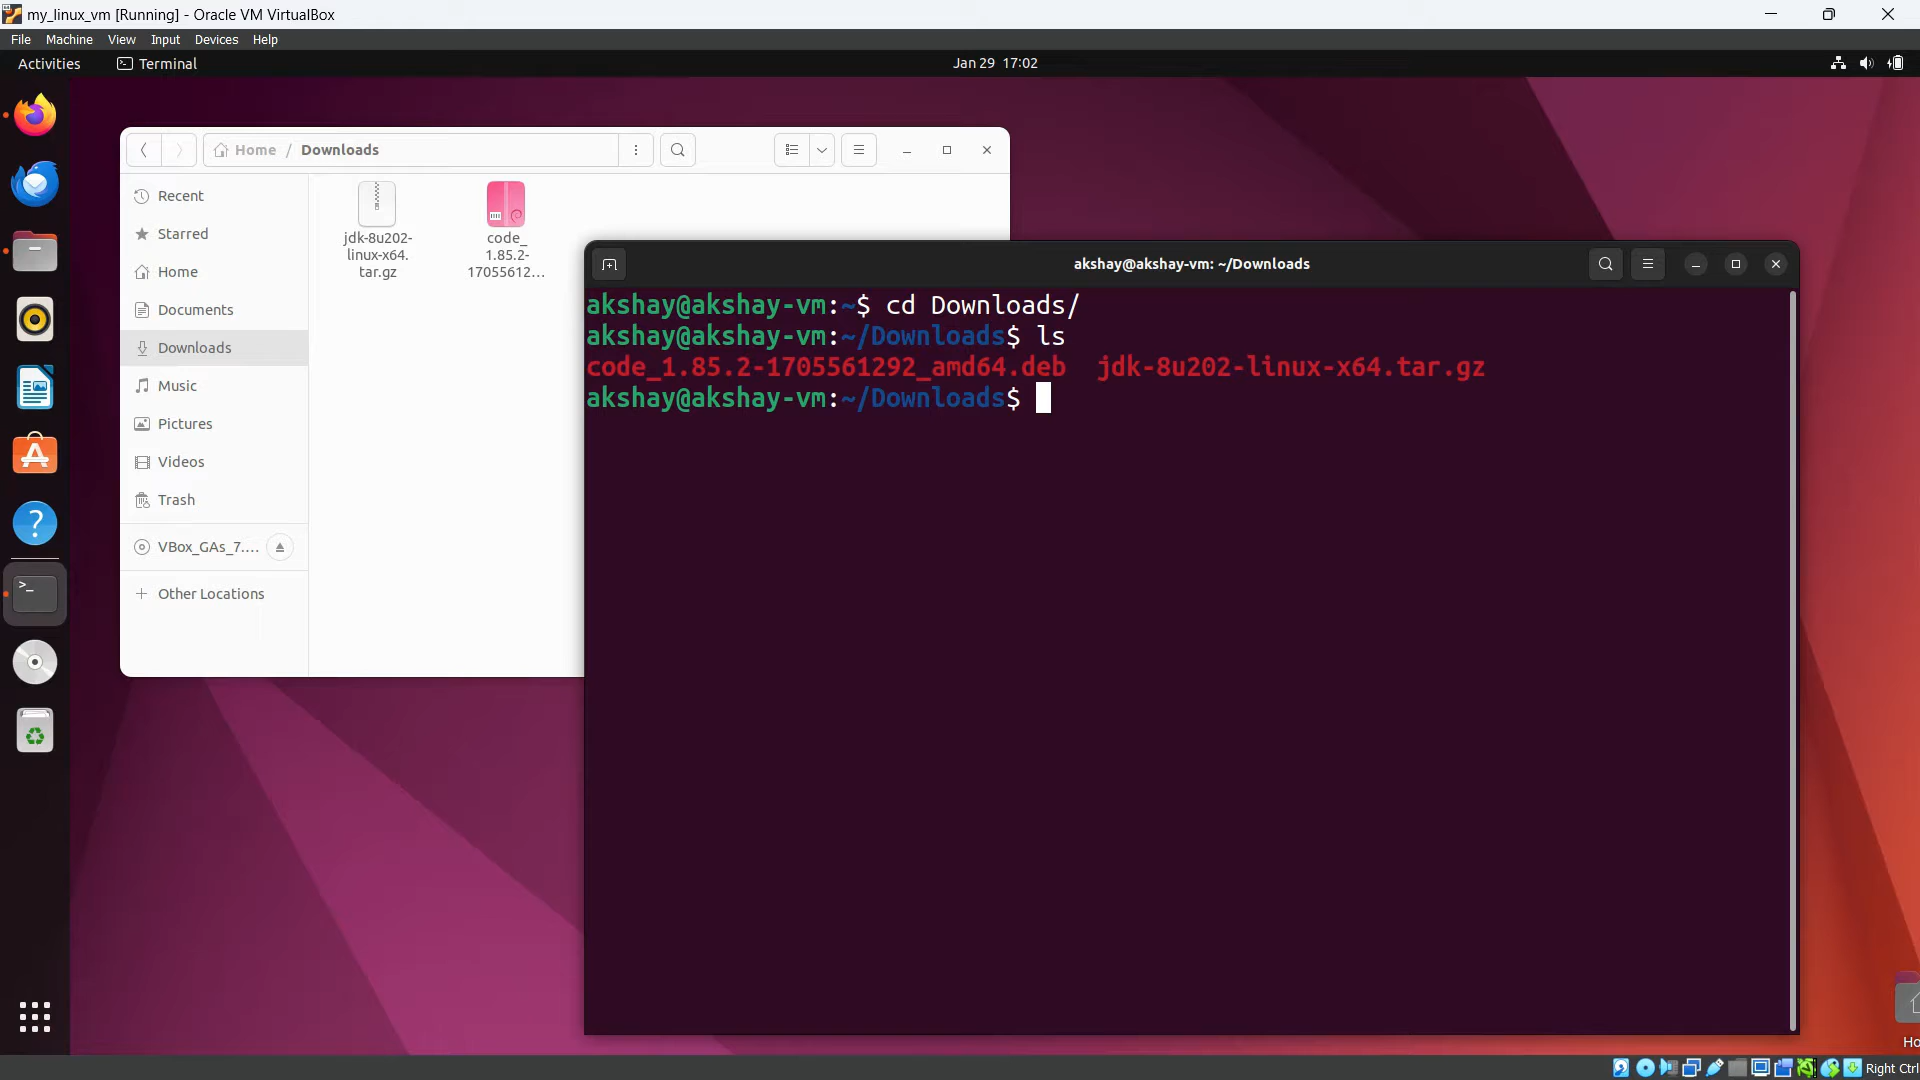 my_linux_vm [Running] - Oracle VM VirtualBox
File Machine View Input Devices Help
Activities Terminal Jan 29 17:02
Home / Downloads
Recent
Starred
Home
Documents
Downloads
Music
Pictures
Videos
Trash
VBox_GAs_7....
Other Locations
jdk-8u202-
linux-x64.
tar.gz
code_
1.85.2-
17055612...
akshay@akshay-vm: ~/Downloads
akshay@akshay-vm:~$ cd Downloads/
akshay@akshay-vm:~/Downloads$ ls
code_1.85.2-1705561292_amd64.deb jdk-8u202-linux-x64.tar.gz
akshay@akshay-vm:~/Downloads$
Ho
Right Ctrl